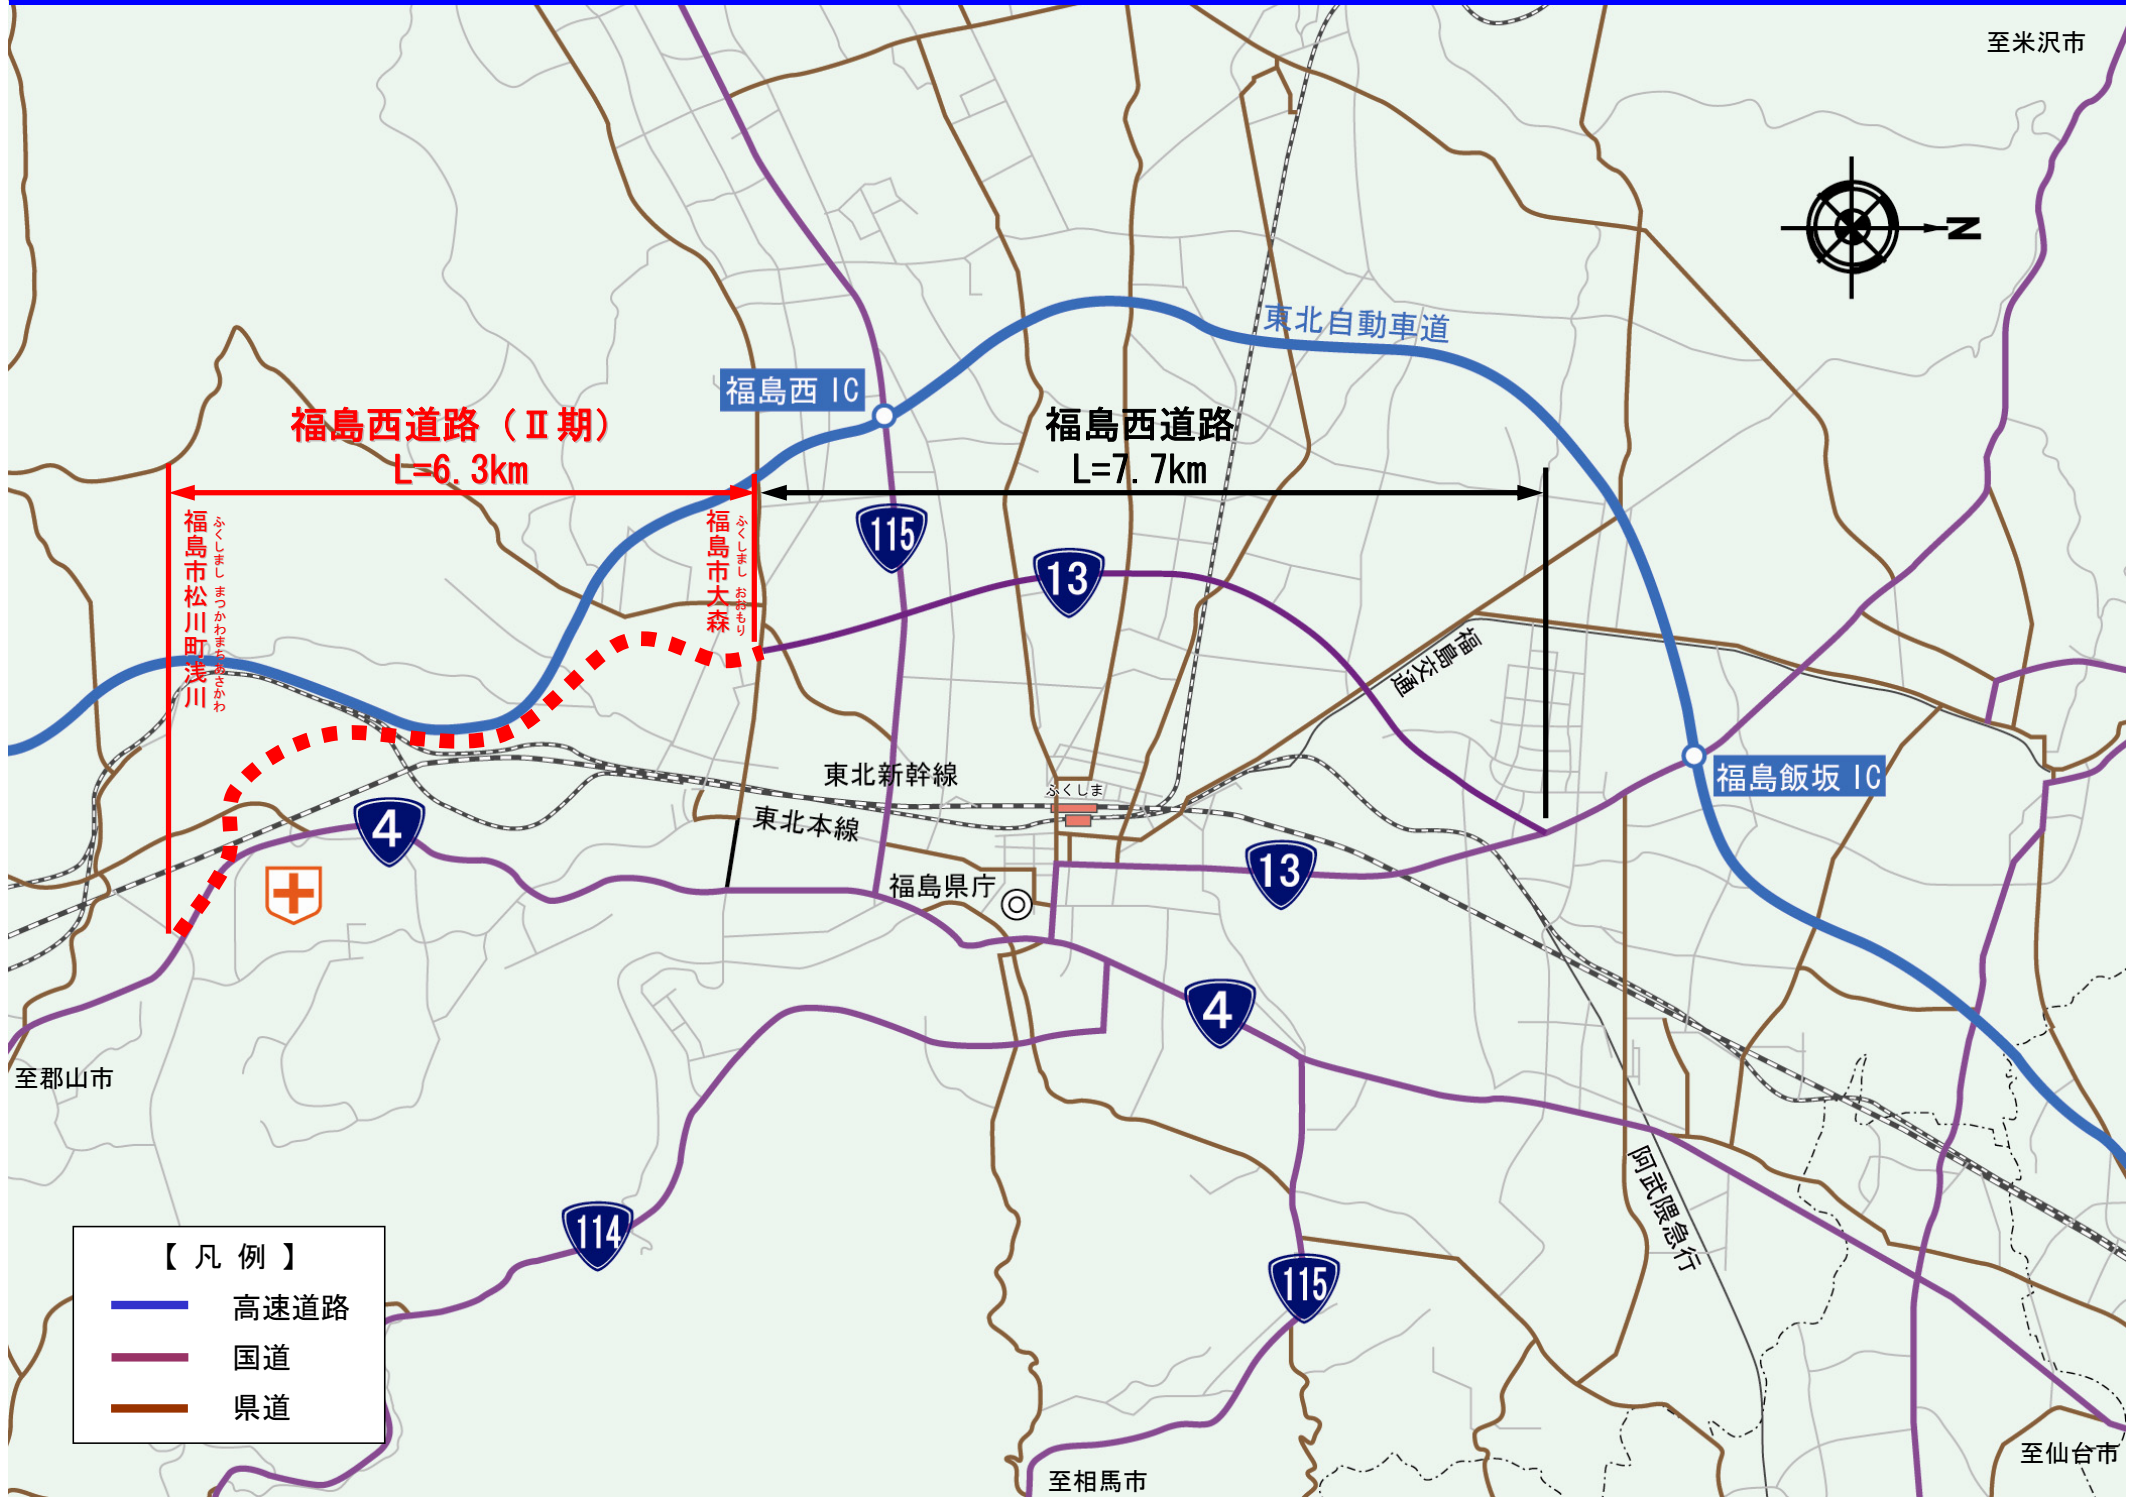 至米沢市
N
東北自動車道
福島西 IC
福島西道路（Ⅱ期）
L=6.3km
福島西道路
L=7.7km
福島市松川町浅川
ふくしまし まつかわまちあさかわ
福島市大森
ふくしまし おおもり
115
13
福島交通
福島飯坂 IC
東北新幹線
東北本線
ふくしま
4
13
福島県庁
4
至郡山市
阿武隈急行
114
115
【 凡 例 】
高速道路
国道
県道
至仙台市
至相馬市